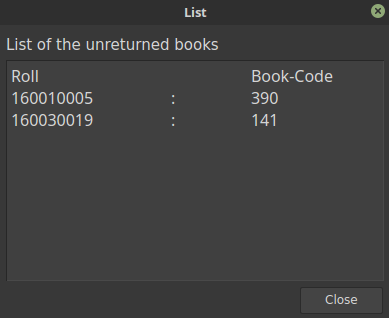 List
List of the unreturned books
Roll Book-Code
160010005 : 390
160030019 : 141
Close